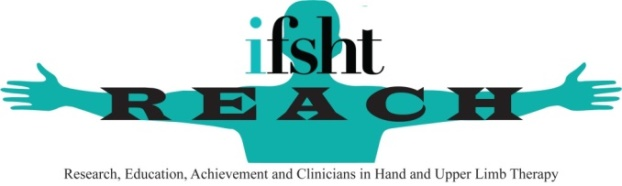 ifsht
REACH
Research, Education, Achievement and Clinicians in Hand and Upper Limb Therapy